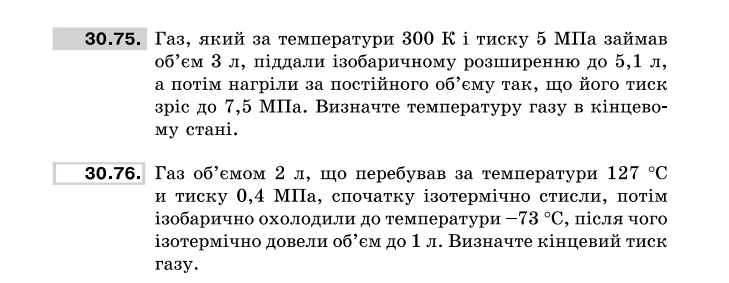 30.75. Газ, який за температури 300 К і тиску 5 МПа займав
об’єм 3 л, піддали ізобаричному розширенню до 5,1 л,
а потім нагріли за постійного об’єму так, що його тиск
зріс до 7,5 МПа. Визначте температуру газу в кінцево-
му стані.
30.76. Газ об’ємом 2 л, що перебував за температури 127 °С
и тиску 0,4 МПа, спочатку ізотермічно стисли, потім
ізобарично охолодили до температури –73 °С, після чого
ізотермічно довели об’єм до 1 л. Визначте кінцевий тиск
газу.